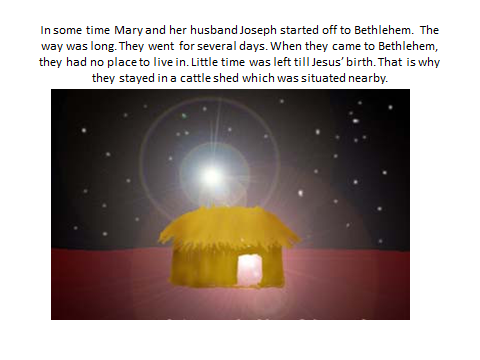 In some time Mary and her husband Joseph started off to Bethlehem. The
way was long. They went for several days. When they came to Bethlehem,
they had no place to live in. Little time was left till Jesus’ birth. That is why
they stayed in a cattle shed which was situated nearby.